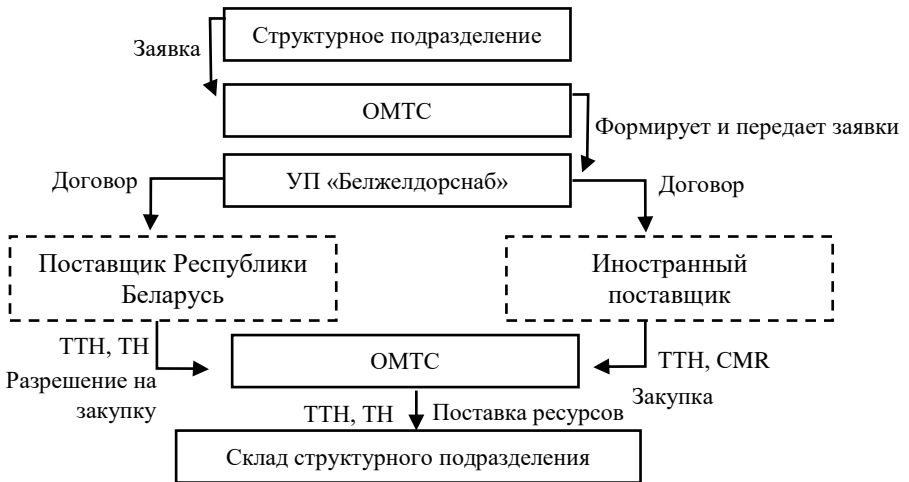 Структурное подразделение
Заявка
ОМТС
Формирует и передает заявки
УП «Белжелдорснаб»
Договор
Договор
Поставщик Республики
Беларусь
Иностранный
поставщик
ТТН, ТН
Разрешение на
закупку
ОМТС
ТТН, CMR
Закупка
ТТН, ТН
Поставка ресурсов
Склад структурного подразделения